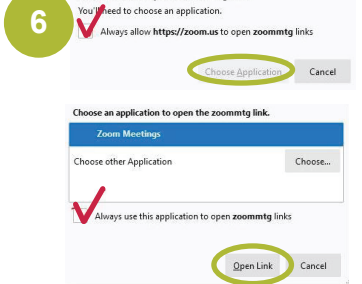 6
You'll need to choose an application.
Always allow https://zoom.us to open zoommtg links
Choose Application Cancel
Choose an application to open the zoommtg link.
Zoom Meetings
Choose other Application Choose...
Always use this application to open zoommtg links
Open Link Cancel